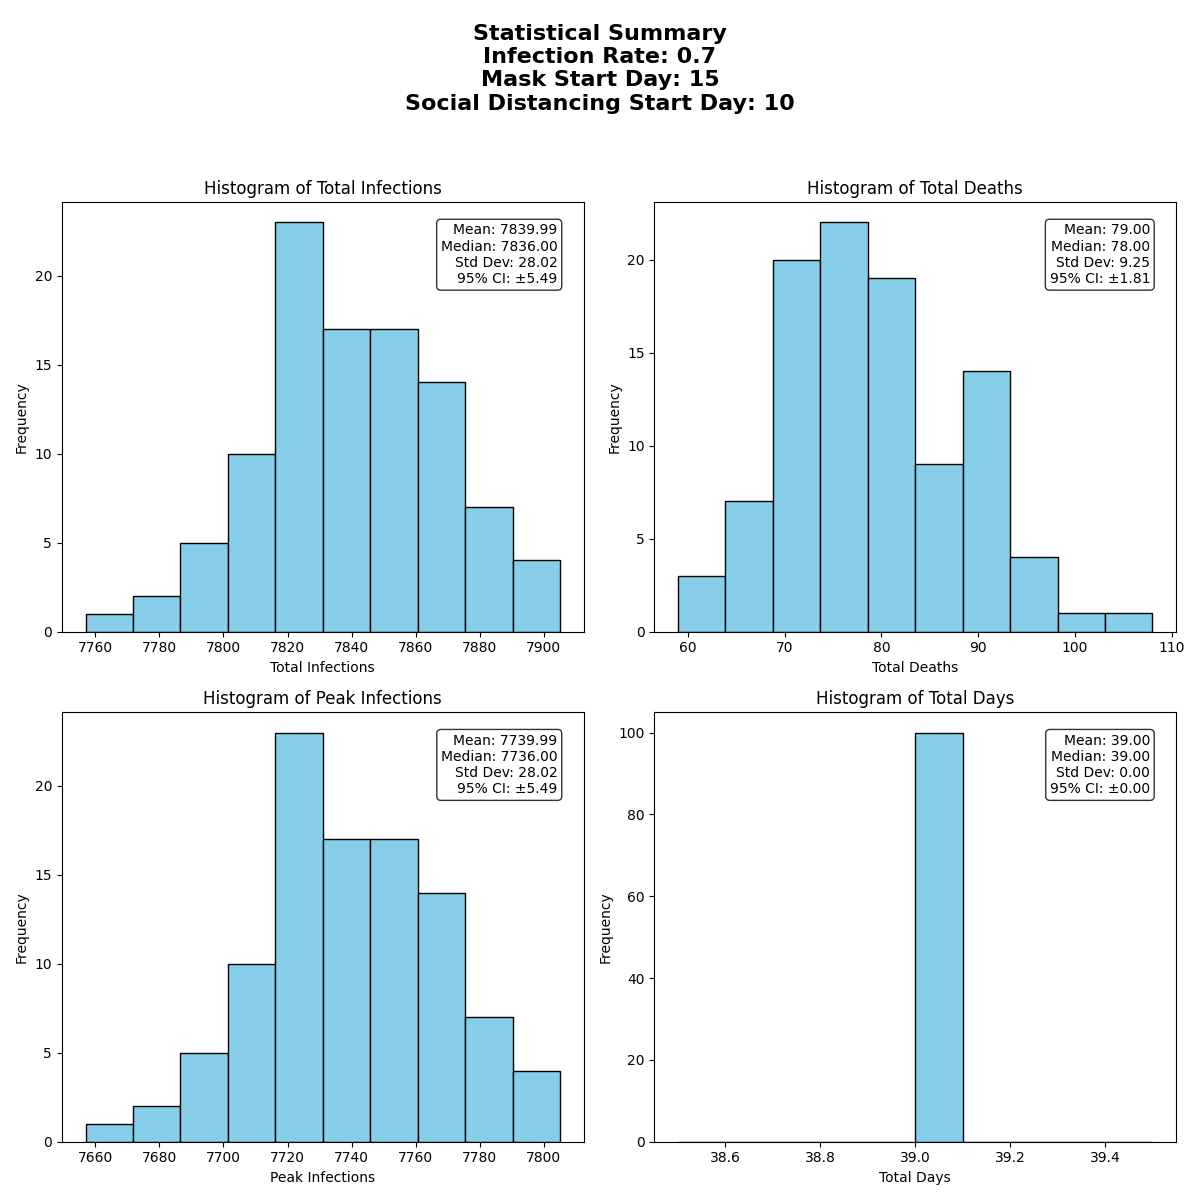 Statistical Summary
Infection Rate: 0.7
Mask Start Day: 15
Social Distancing Start Day: 10
Histogram of Total Infections
Mean: 7839.99
Median: 7836.00
Std Dev: 28.02
95% CI: ±5.49
Frequency
20
15
10
5
0
7760 7780 7800 7820 7840 7860 7880 7900
Total Infections
Histogram of Total Deaths
Mean: 79.00
Median: 78.00
Std Dev: 9.25
95% CI: ±1.81
Frequency
20
15
10
5
0
60 70 80 90 100 110
Total Deaths
Histogram of Peak Infections
Mean: 7739.99
Median: 7736.00
Std Dev: 28.02
95% CI: ±5.49
Frequency
20
15
10
5
0
7660 7680 7700 7720 7740 7760 7780 7800
Peak Infections
Histogram of Total Days
Mean: 39.00
Median: 39.00
Std Dev: 0.00
95% CI: ±0.00
Frequency
100
80
60
40
20
0
38.6 38.8 39.0 39.2 39.4
Total Days